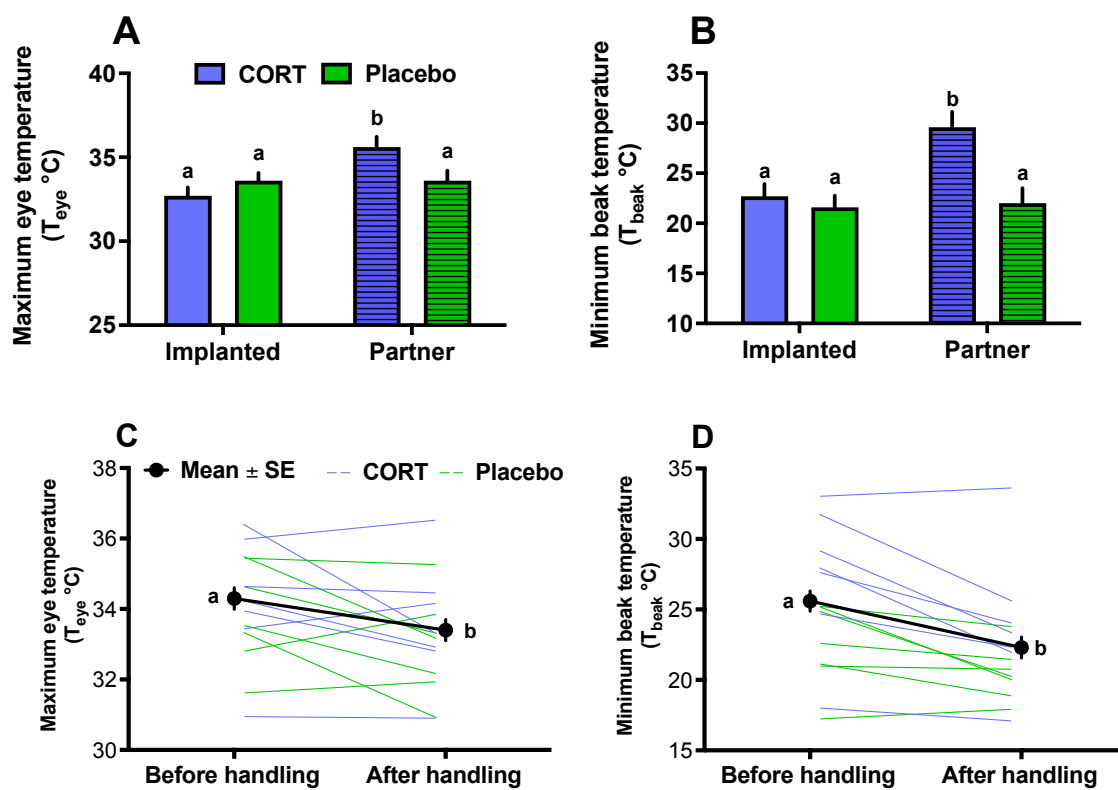 A
Maximum eye temperature
(Teye °C)
CORT Placebo
40
35
30
25
a
a
b
a
Implanted Partner
B
Minimum beak temperature
(Tbeak °C)
35
30
25
20
15
10
a
a
b
a
Implanted Partner
C
Maximum eye temperature
(Teye °C)
Mean ± SE CORT Placebo
38
36
34
32
30
a
b
Before handling After handling
D
Minimum beak temperature
(Tbeak °C)
35
30
25
20
15
a
b
Before handling After handling